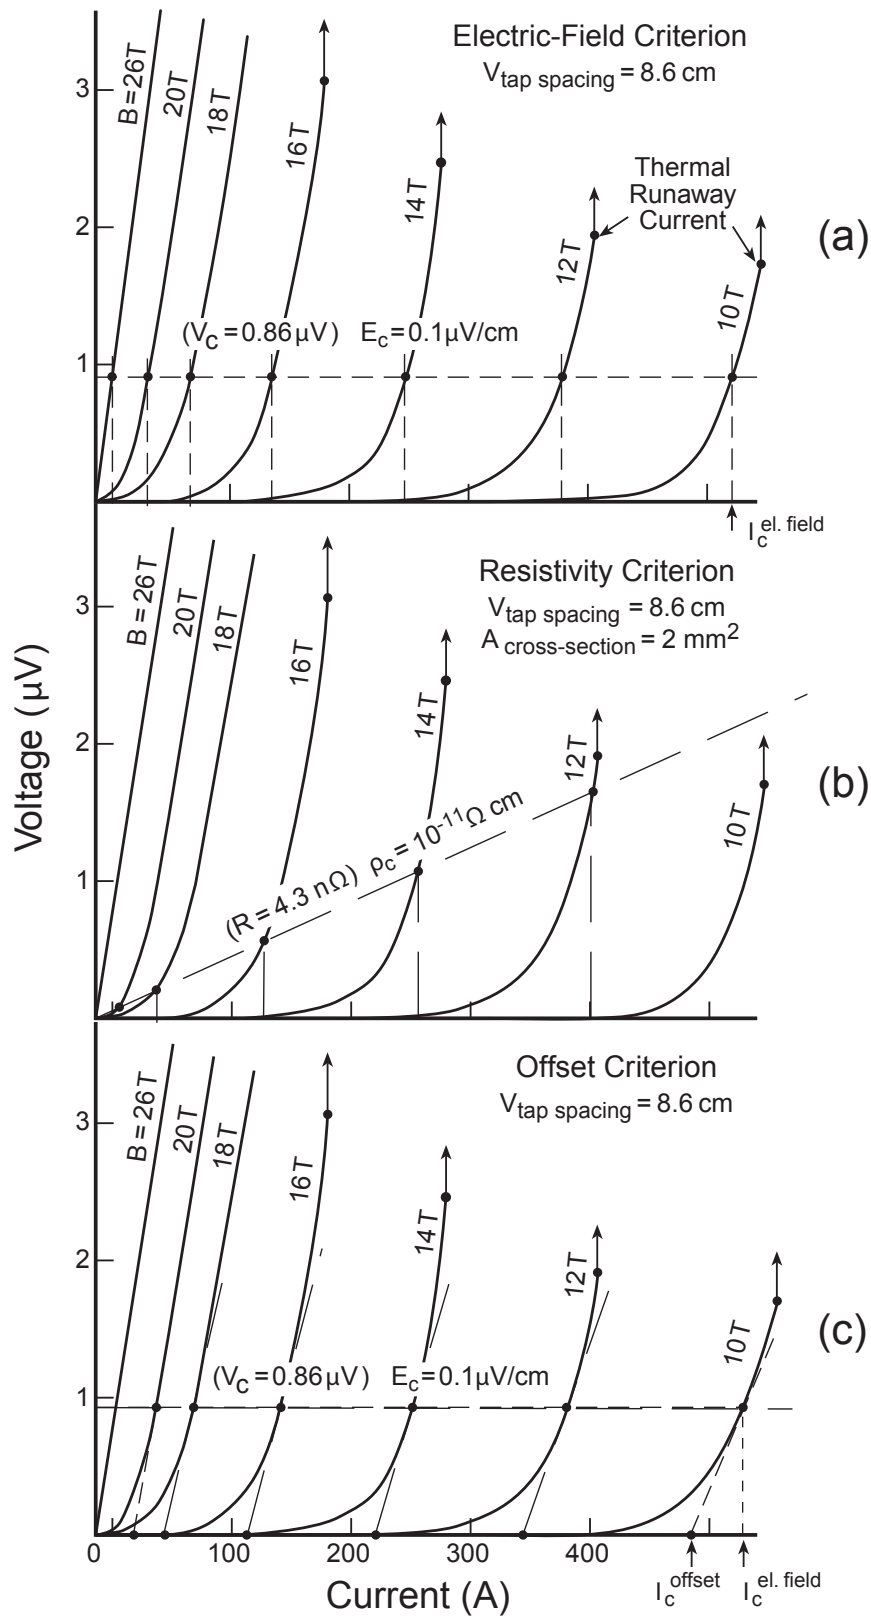 Electric-Field Criterion
V_tap spacing = 8.6 cm
3
2
1
B = 26T
20T
18T
16T
14T
12T
10T
Thermal
Runaway
Current
(V_c = 0.86 μV) E_c = 0.1 μV/cm
I_c^el. field
(a)
Resistivity Criterion
V_tap spacing = 8.6 cm
A cross-section = 2 mm²
3
2
1
B = 26T
20T
18T
16T
14T
12T
10T
(R = 4.3 nΩ) ρ_c = 10⁻¹¹ Ω cm
(b)
Voltage (μV)
Offset Criterion
V_tap spacing = 8.6 cm
3
2
1
B = 26T
20T
18T
16T
14T
12T
10T
(V_c = 0.86 μV) E_c = 0.1 μV/cm
(c)
0 100 200 300 400
Current (A)
I_c^offset I_c^el. field